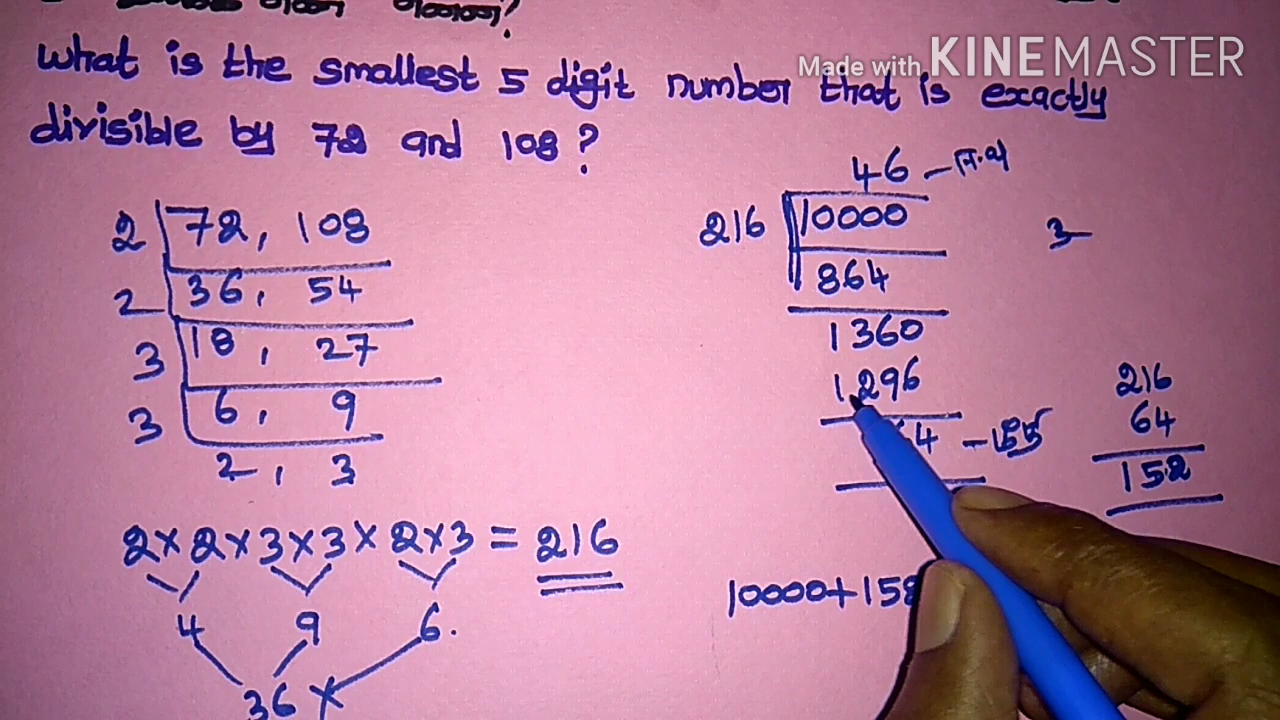 What is the smallest 5 digit number that is exactly
divisible by 72 and 108 ?
Made with KINEMASTER
2 72, 108
2 36, 54
3 18, 27
3 6, 9
2, 3
2×2×3×3×2×3 = 216
4 9 6.
36 ×
46
216 10000
864
1360
1296
64
3
216
64
152
10000+15